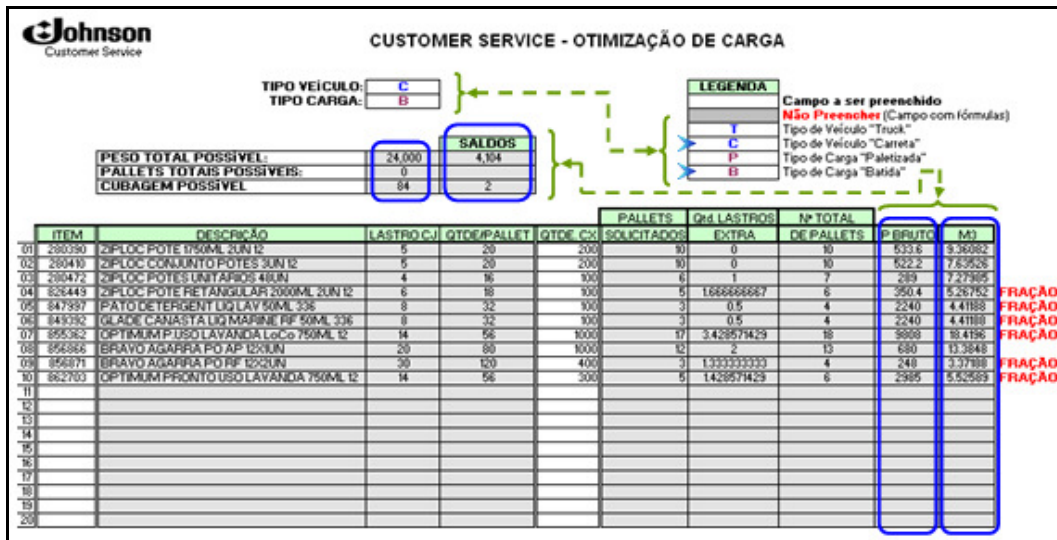 Johnson
Customer Service
CUSTOMER SERVICE - OTIMIZAÇÃO DE CARGA
TIPO VEÍCULO: C
TIPO CARGA: B
LEGENDA
Campo a ser preenchido
Não Preencher (Campo com fórmulas)
T Tipo de Veículo "Truck"
C Tipo de Veículo "Carreta"
P Tipo de Carga "Paletizada"
B Tipo de Carga "Batida"
SALDOS
PESO TOTAL POSSÍVEL: 24,000 4,104
PALLETS TOTAIS POSSÍVEIS: 0
CUBAGEM POSSÍVEL 84 2
PALLETS Qtd. LASTROS Nº TOTAL
ITEM DESCRIÇÃO LASTRO CJ QTDE/PALLET QTDE. CX SOLICITADOS EXTRA DE PALLETS P BRUTO M3
01 280390 ZIPLOC POTE 1750ML 2UN 12 5 20 200 10 0 10 533.6 9.36082
02 280410 ZIPLOC CONJUNTO POTES 3UN 12 5 20 200 10 0 10 522.2 7.63526
03 280472 ZIPLOC POTES UNITARIOS 48UN 4 16 100 6 1 7 289 7.27985
04 826449 ZIPLOC POTE RETANGULAR 2000ML 2UN 12 6 18 100 5 1.666666667 6 350.4 5.26752 FRAÇÃO
05 847997 PATO DETERGENT LIQ LAV 50ML 336 8 32 100 3 0.5 4 2240 4.41188 FRAÇÃO
06 849392 GLADE CANASTA LIQ MARINE RF 50ML 336 8 32 100 3 0.5 4 2240 4.41188 FRAÇÃO
07 855362 OPTIMUM P.USO LAVANDA LoCo 750ML 12 14 56 1000 17 3.428571429 18 9808 18.4196 FRAÇÃO
08 856866 BRAVO AGARRA PO AP 12X1UN 20 80 1000 12 2 13 680 13.3848
09 856871 BRAVO AGARRA PO RF 12X2UN 30 120 400 3 1.333333333 4 248 3.37188 FRAÇÃO
10 862703 OPTIMUM PRONTO USO LAVANDA 750ML 12 14 56 300 5 1.428571429 6 2985 5.52589 FRAÇÃO
11
12
13
14
15
16
17
18
19
20